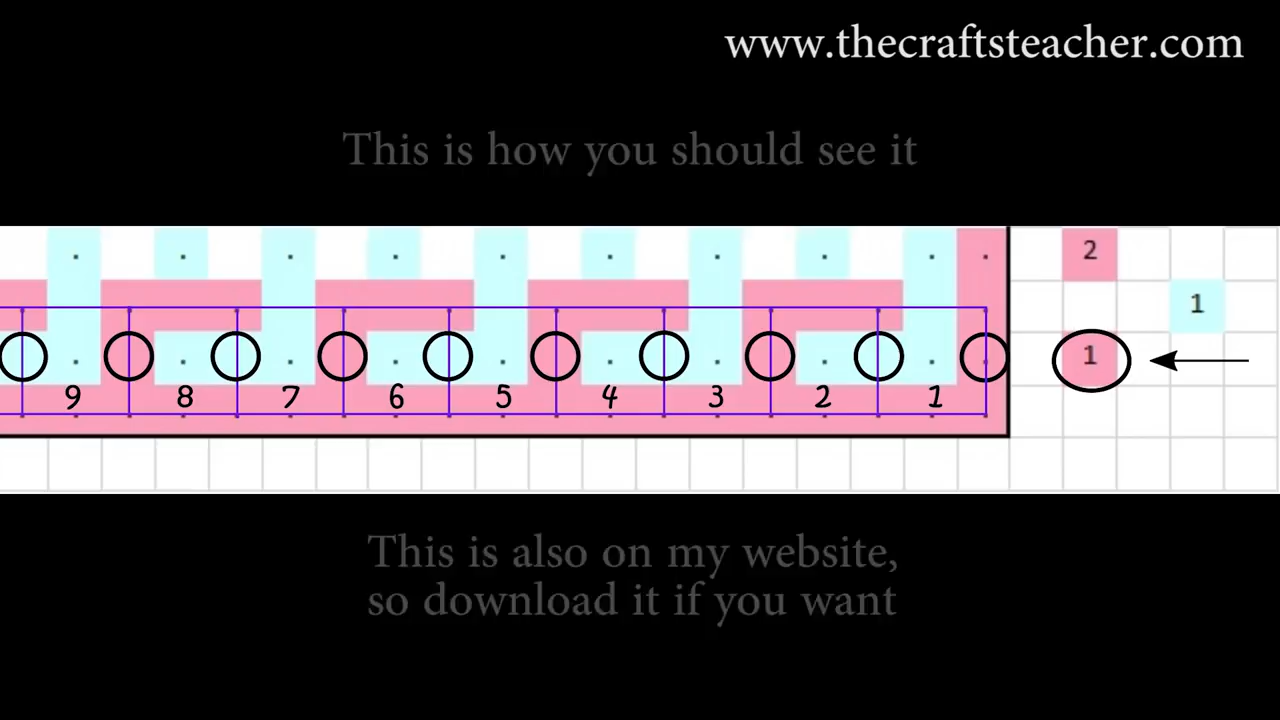 www.thecraftsteacher.com
This is how you should see it
2
1
1
9 8 7 6 5 4 3 2 1
This is also on my website,
so download it if you want